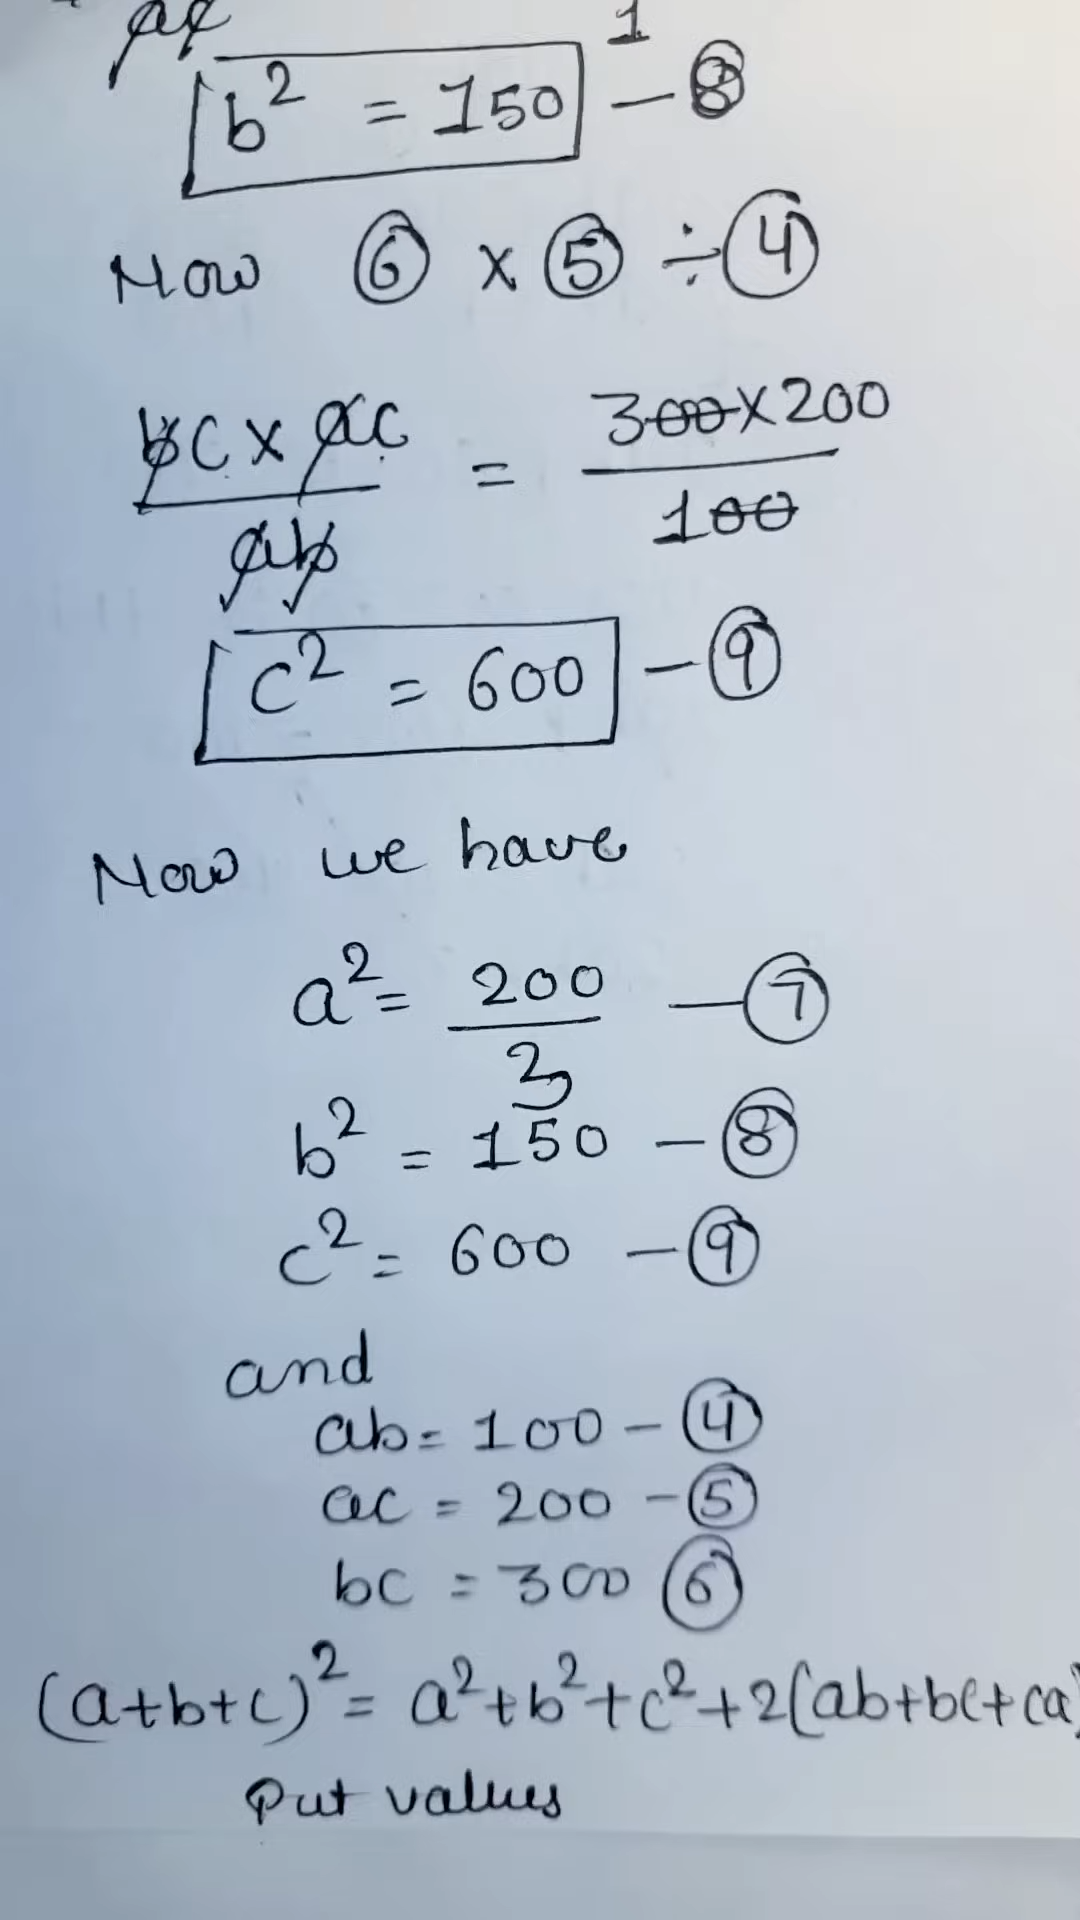 ac 1
b² = 150 — ⑧
Now ⑥ × ⑤ ÷ ④
bc × ac / ab = 300×200 / 100
c² = 600 — ⑨
Now we have
a² = 200/3 — ⑦
b² = 150 — ⑧
c² = 600 — ⑨
and
ab = 100 — ④
ac = 200 — ⑤
bc = 300 ⑥
(a+b+c)² = a²+b²+c²+2(ab+bc+ca)
Put values